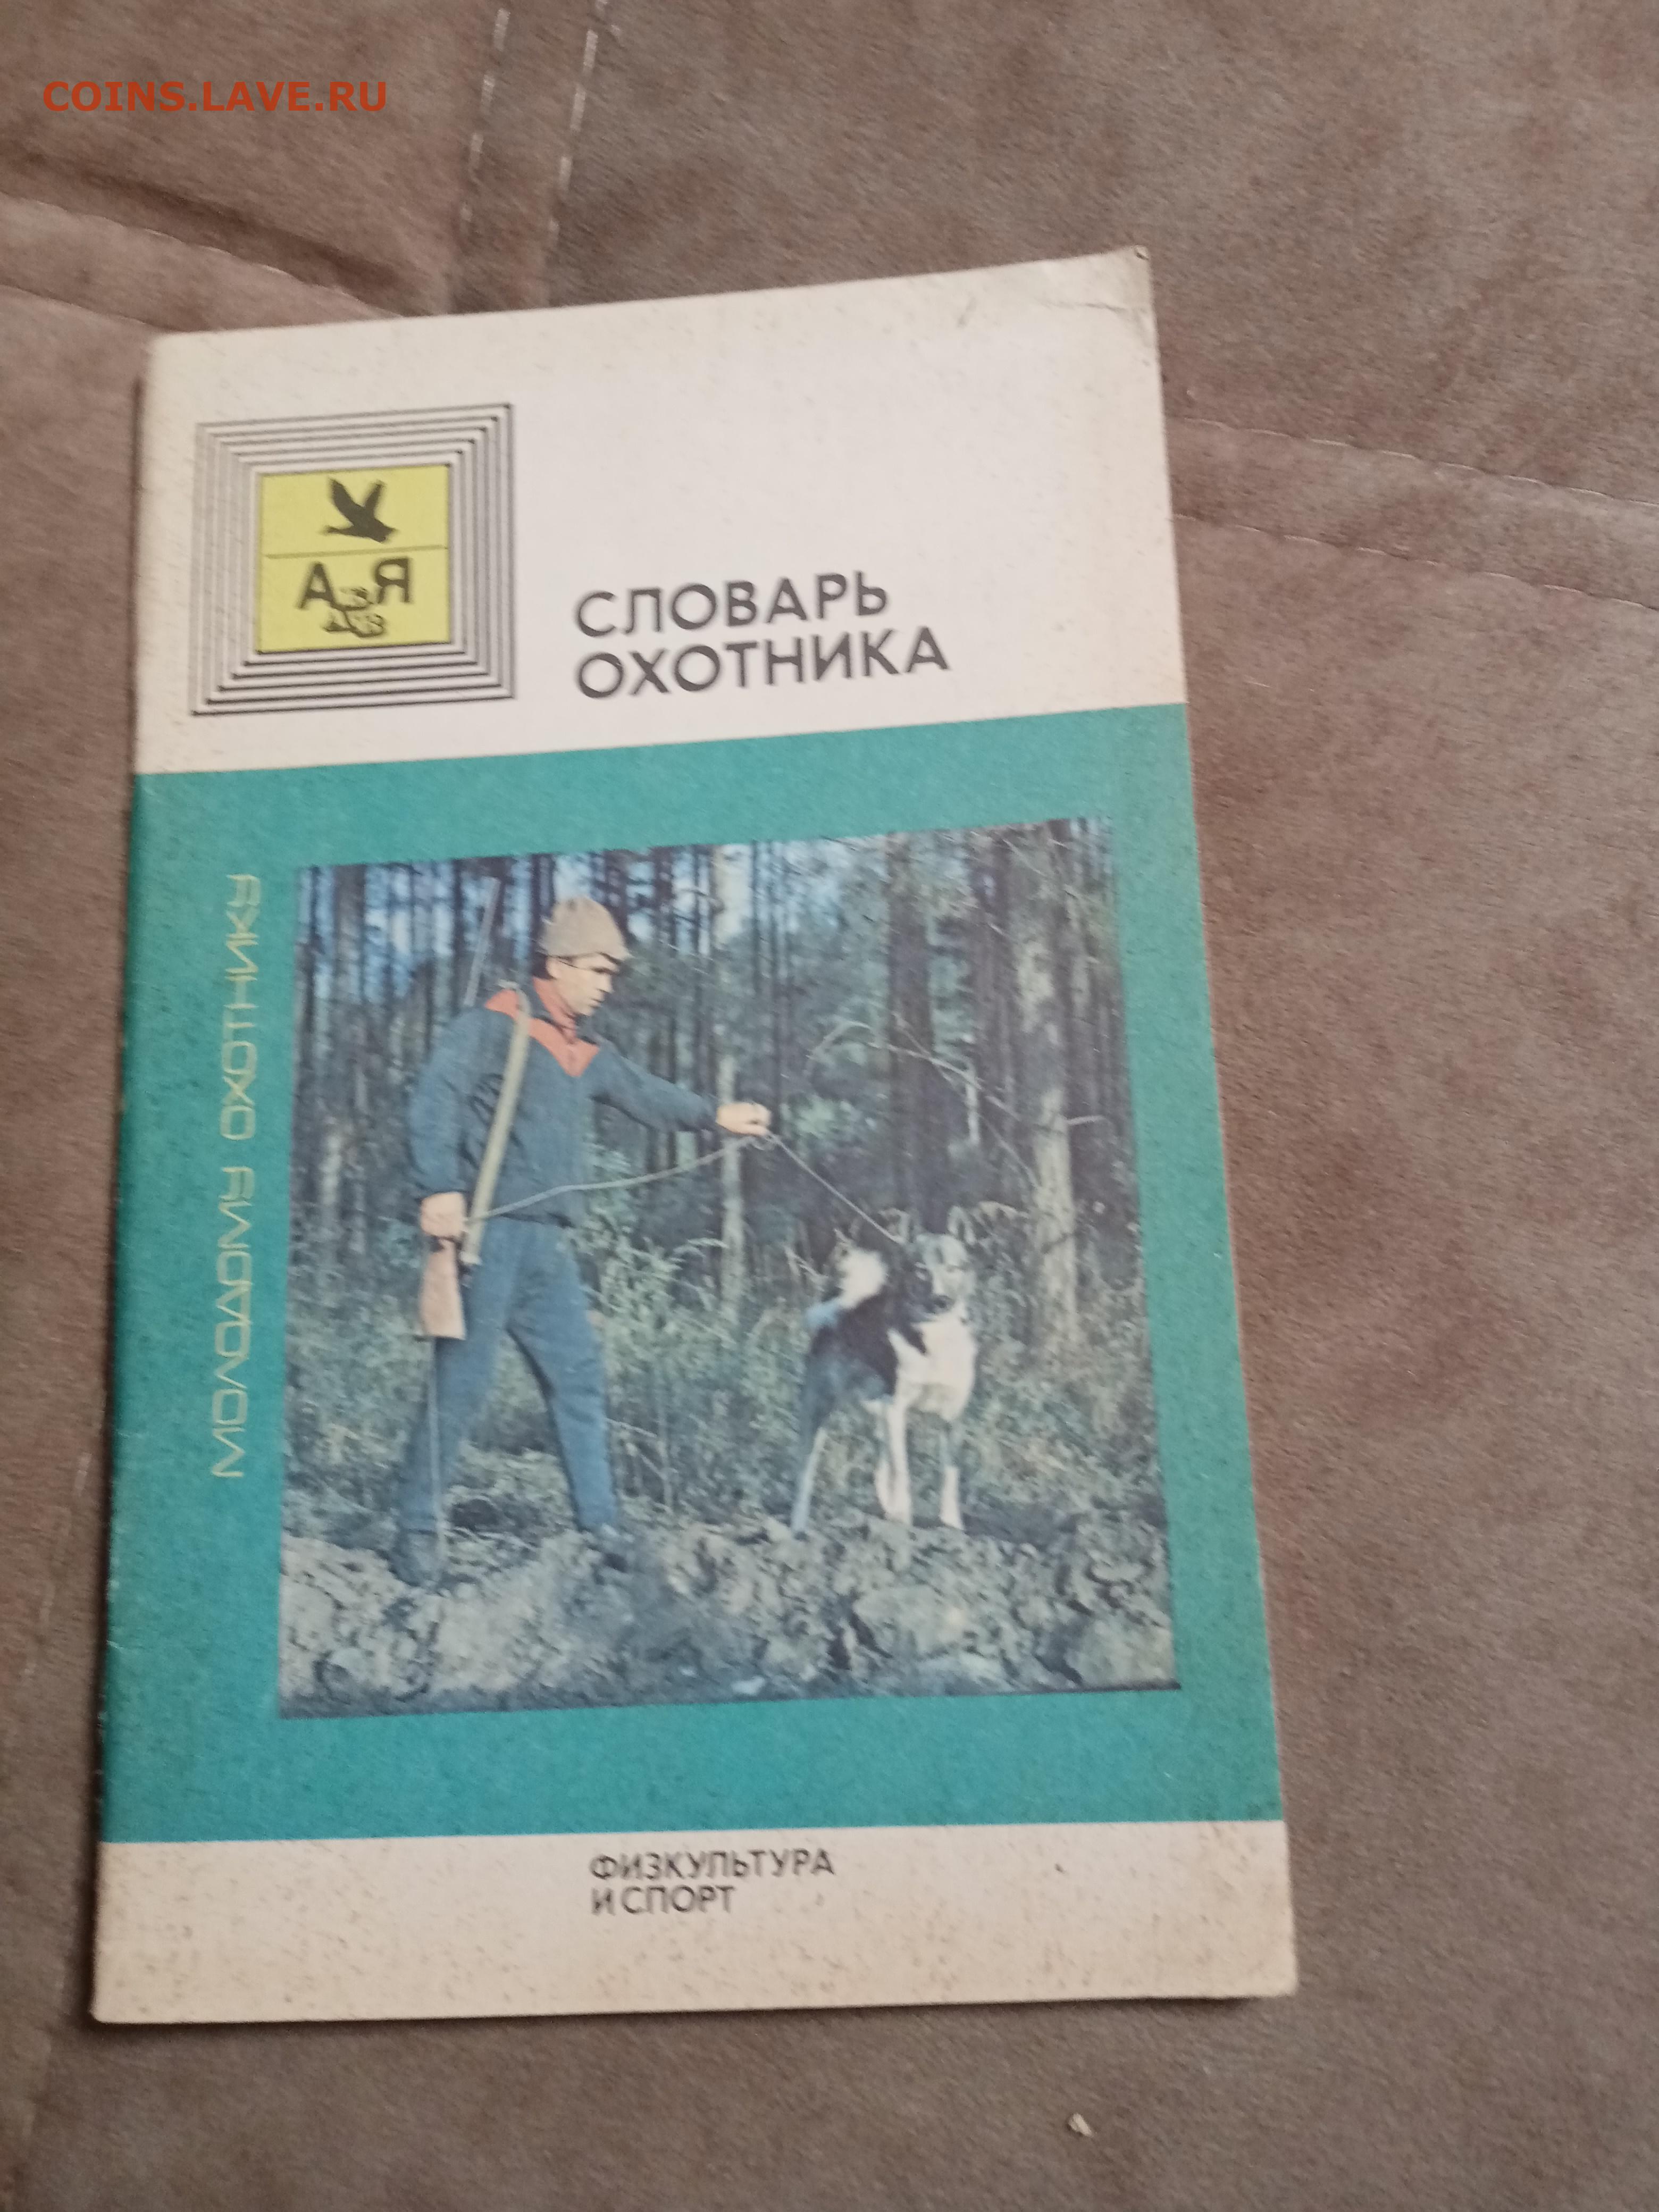 COINS.LAVE.RU
А Я
СЛОВАРЬ
ОХОТНИКА
МОЛОДОМУ ОХОТНИКУ
ФИЗКУЛЬТУРА
И СПОРТ